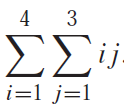 4 3
∑ ∑ ij.
i=1 j=1